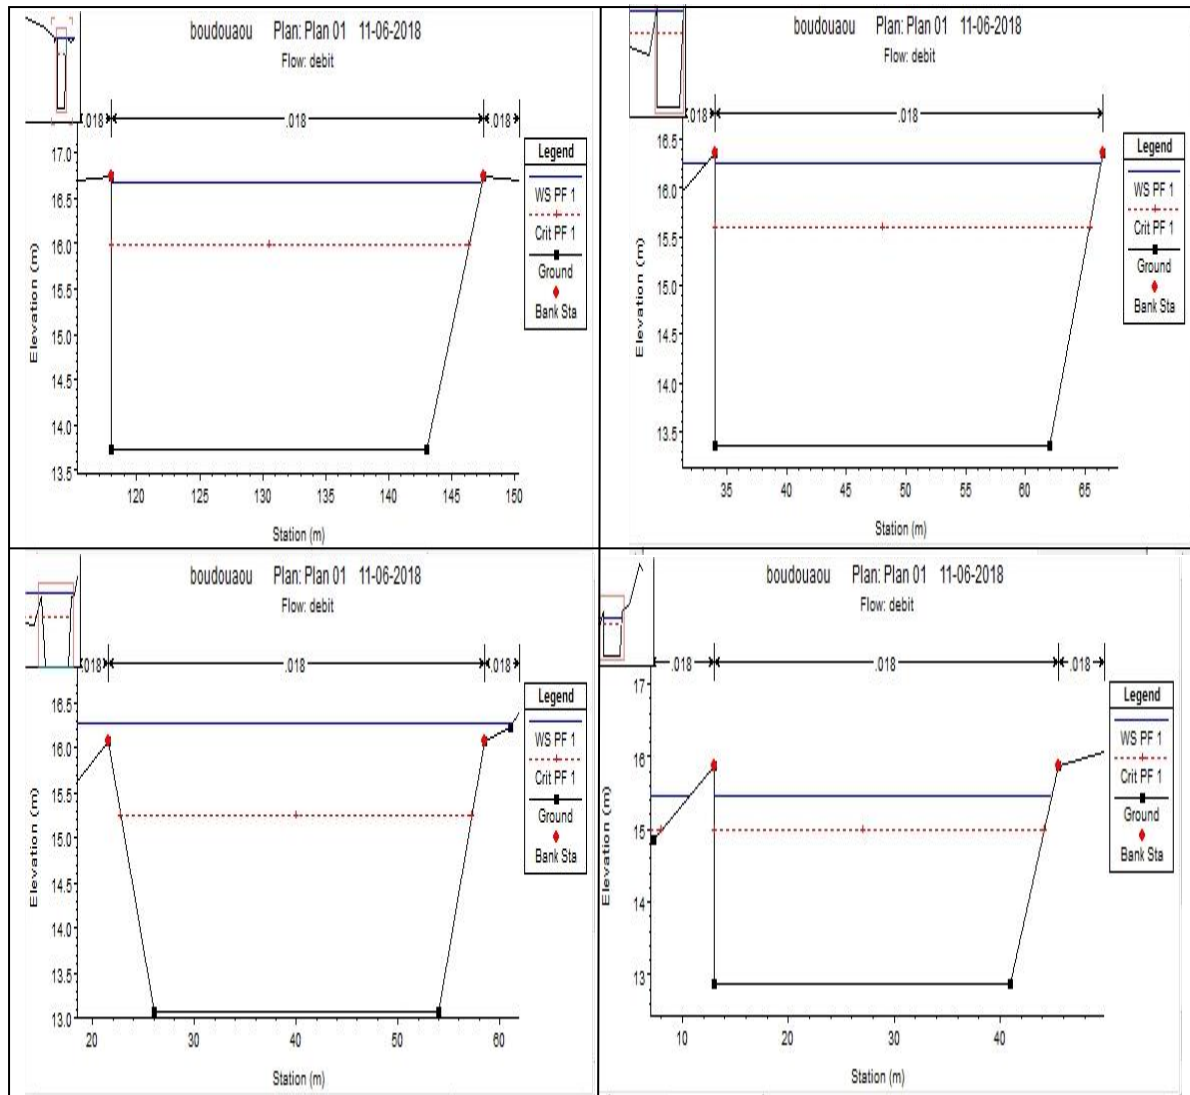 boudouaou Plan: Plan 01 11-06-2018
Flow: debit
.018 .018 .018
Legend
WS PF 1
Crit PF 1
Ground
Bank Sta
17.0
16.5
16.0
15.5
15.0
14.5
14.0
13.5
Elevation (m)
120 125 130 135 140 145 150
Station (m)
boudouaou Plan: Plan 01 11-06-2018
Flow: debit
.018 .018
Legend
WS PF 1
Crit PF 1
Ground
Bank Sta
16.5
16.0
15.5
15.0
14.5
14.0
13.5
Elevation (m)
35 40 45 50 55 60 65
Station (m)
boudouaou Plan: Plan 01 11-06-2018
Flow: debit
.018 .018 .018
Legend
WS PF 1
Crit PF 1
Ground
Bank Sta
16.5
16.0
15.5
15.0
14.5
14.0
13.5
13.0
Elevation (m)
20 30 40 50 60
Station (m)
boudouaou Plan: Plan 01 11-06-2018
Flow: debit
.018 .018 .018
Legend
WS PF 1
Crit PF 1
Ground
Bank Sta
17
16
15
14
13
Elevation (m)
10 20 30 40
Station (m)